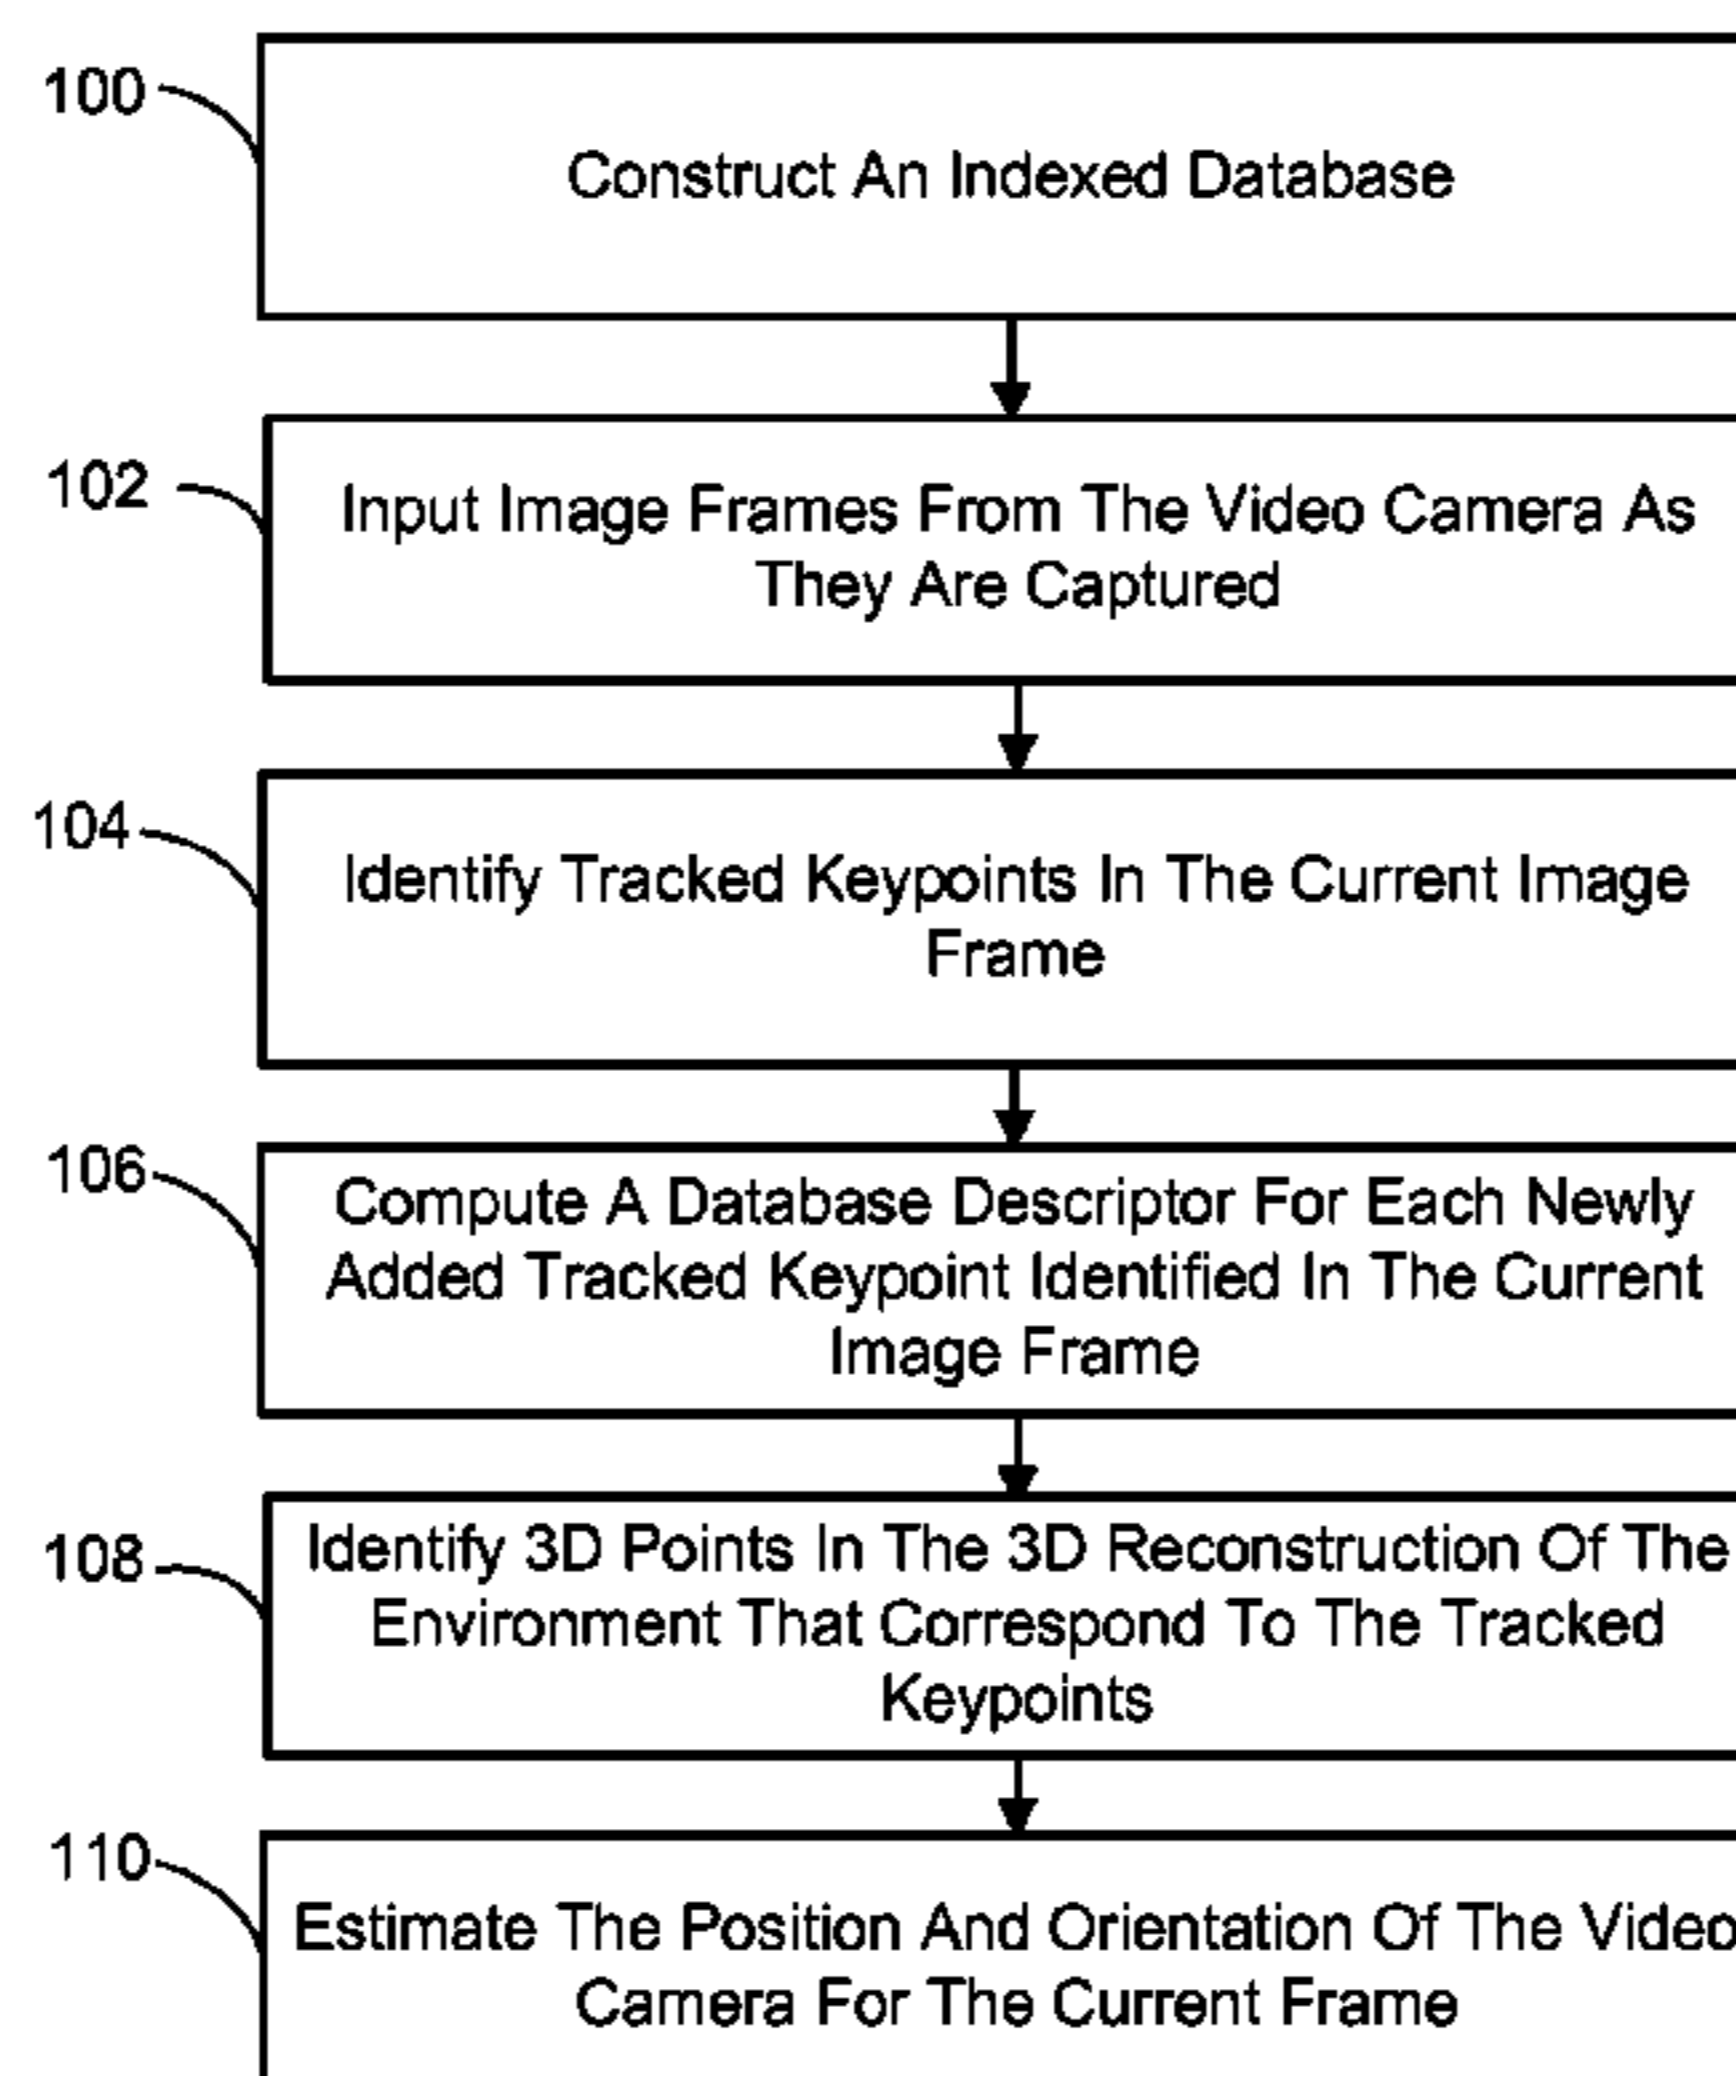 100
Construct An Indexed Database
102
Input Image Frames From The Video Camera As
They Are Captured
104
Identify Tracked Keypoints In The Current Image
Frame
106
Compute A Database Descriptor For Each Newly
Added Tracked Keypoint Identified In The Current
Image Frame
108
Identify 3D Points In The 3D Reconstruction Of The
Environment That Correspond To The Tracked
Keypoints
110
Estimate The Position And Orientation Of The Video
Camera For The Current Frame